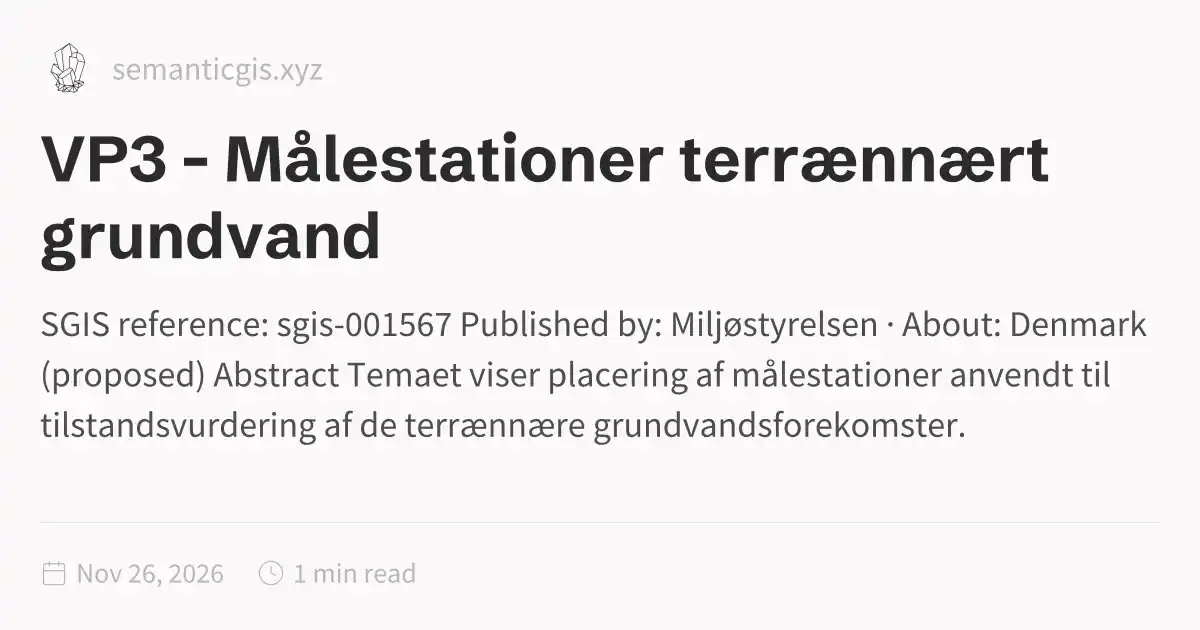 semanticgis.xyz
VP3 - Målestationer terrænnært
grundvand
SGIS reference: sgis-001567 Published by: Miljøstyrelsen · About: Denmark
(proposed) Abstract Temaet viser placering af målestationer anvendt til
tilstandsvurdering af de terrænnære grundvandsforekomster.
Nov 26, 2026 1 min read